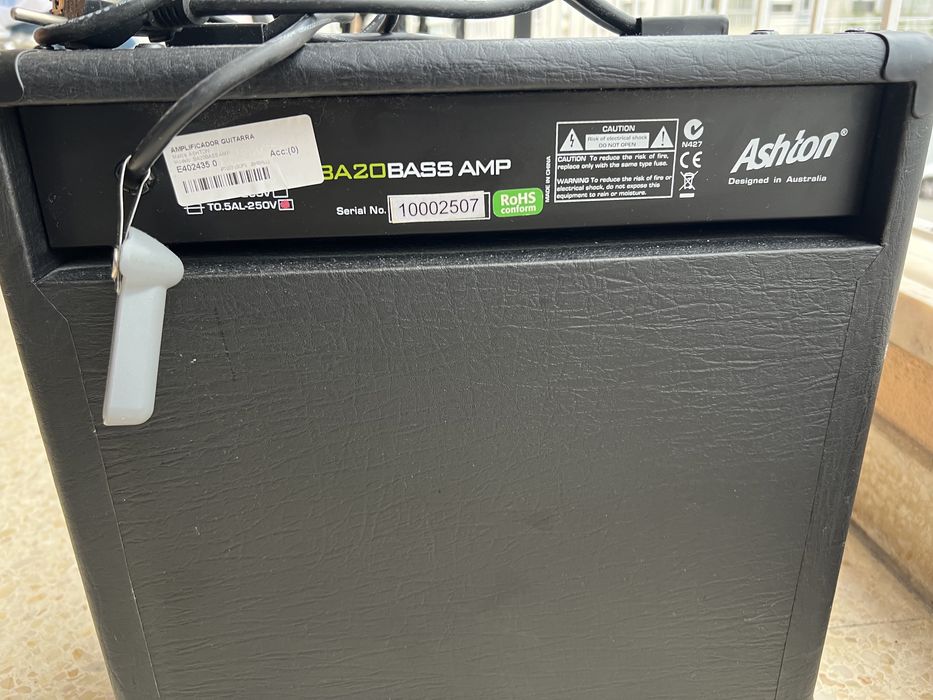 AMPLIFICADOR GUITARRA
Marca ASHTON
E402435 0
Acc:(0)
BA20BASS AMP
T0.5AL-250V
Serial No. 10002507
RoHS
conform
MADE IN CHINA
CAUTION
Risk of electrical shock
DO NOT OPEN
CAUTION: To reduce the risk of fire,
replace only with the same type fuse.
WARNING: To reduce the risk of fire or
electrical shock, do not expose this
equipment to rain or moisture.
N427
CE
Ashton®
Designed in Australia